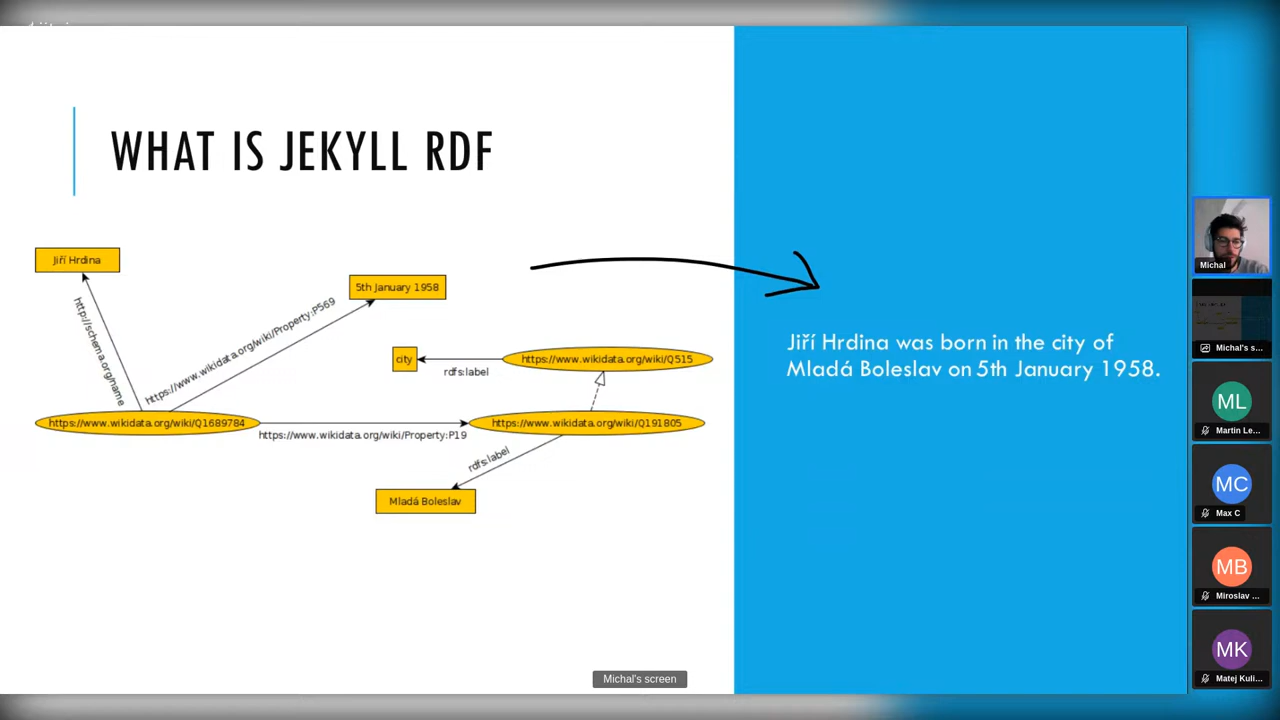 WHAT IS JEKYLL RDF
Jiří Hrdina
5th January 1958
http://schema.org/name
https://www.wikidata.org/wiki/Property:P569
city
rdfs:label
https://www.wikidata.org/wiki/Q515
https://www.wikidata.org/wiki/Q1689784
https://www.wikidata.org/wiki/Property:P19
https://www.wikidata.org/wiki/Q191805
rdfs:label
Mladá Boleslav
Jiří Hrdina was born in the city of
Mladá Boleslav on 5th January 1958.
Michal's screen
Michal
Michal's s...
ML
Martin Le...
MC
Max C
MB
Miroslav ...
MK
Matej Kuli...